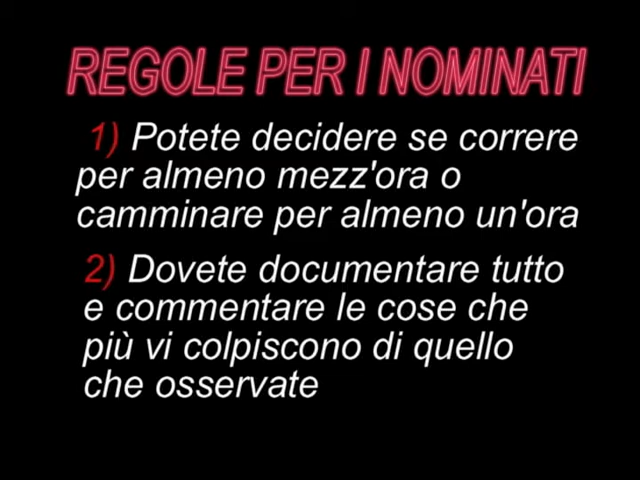 REGOLE PER I NOMINATI
1) Potete decidere se correre
per almeno mezz'ora o
camminare per almeno un'ora
2) Dovete documentare tutto
e commentare le cose che
più vi colpiscono di quello
che osservate